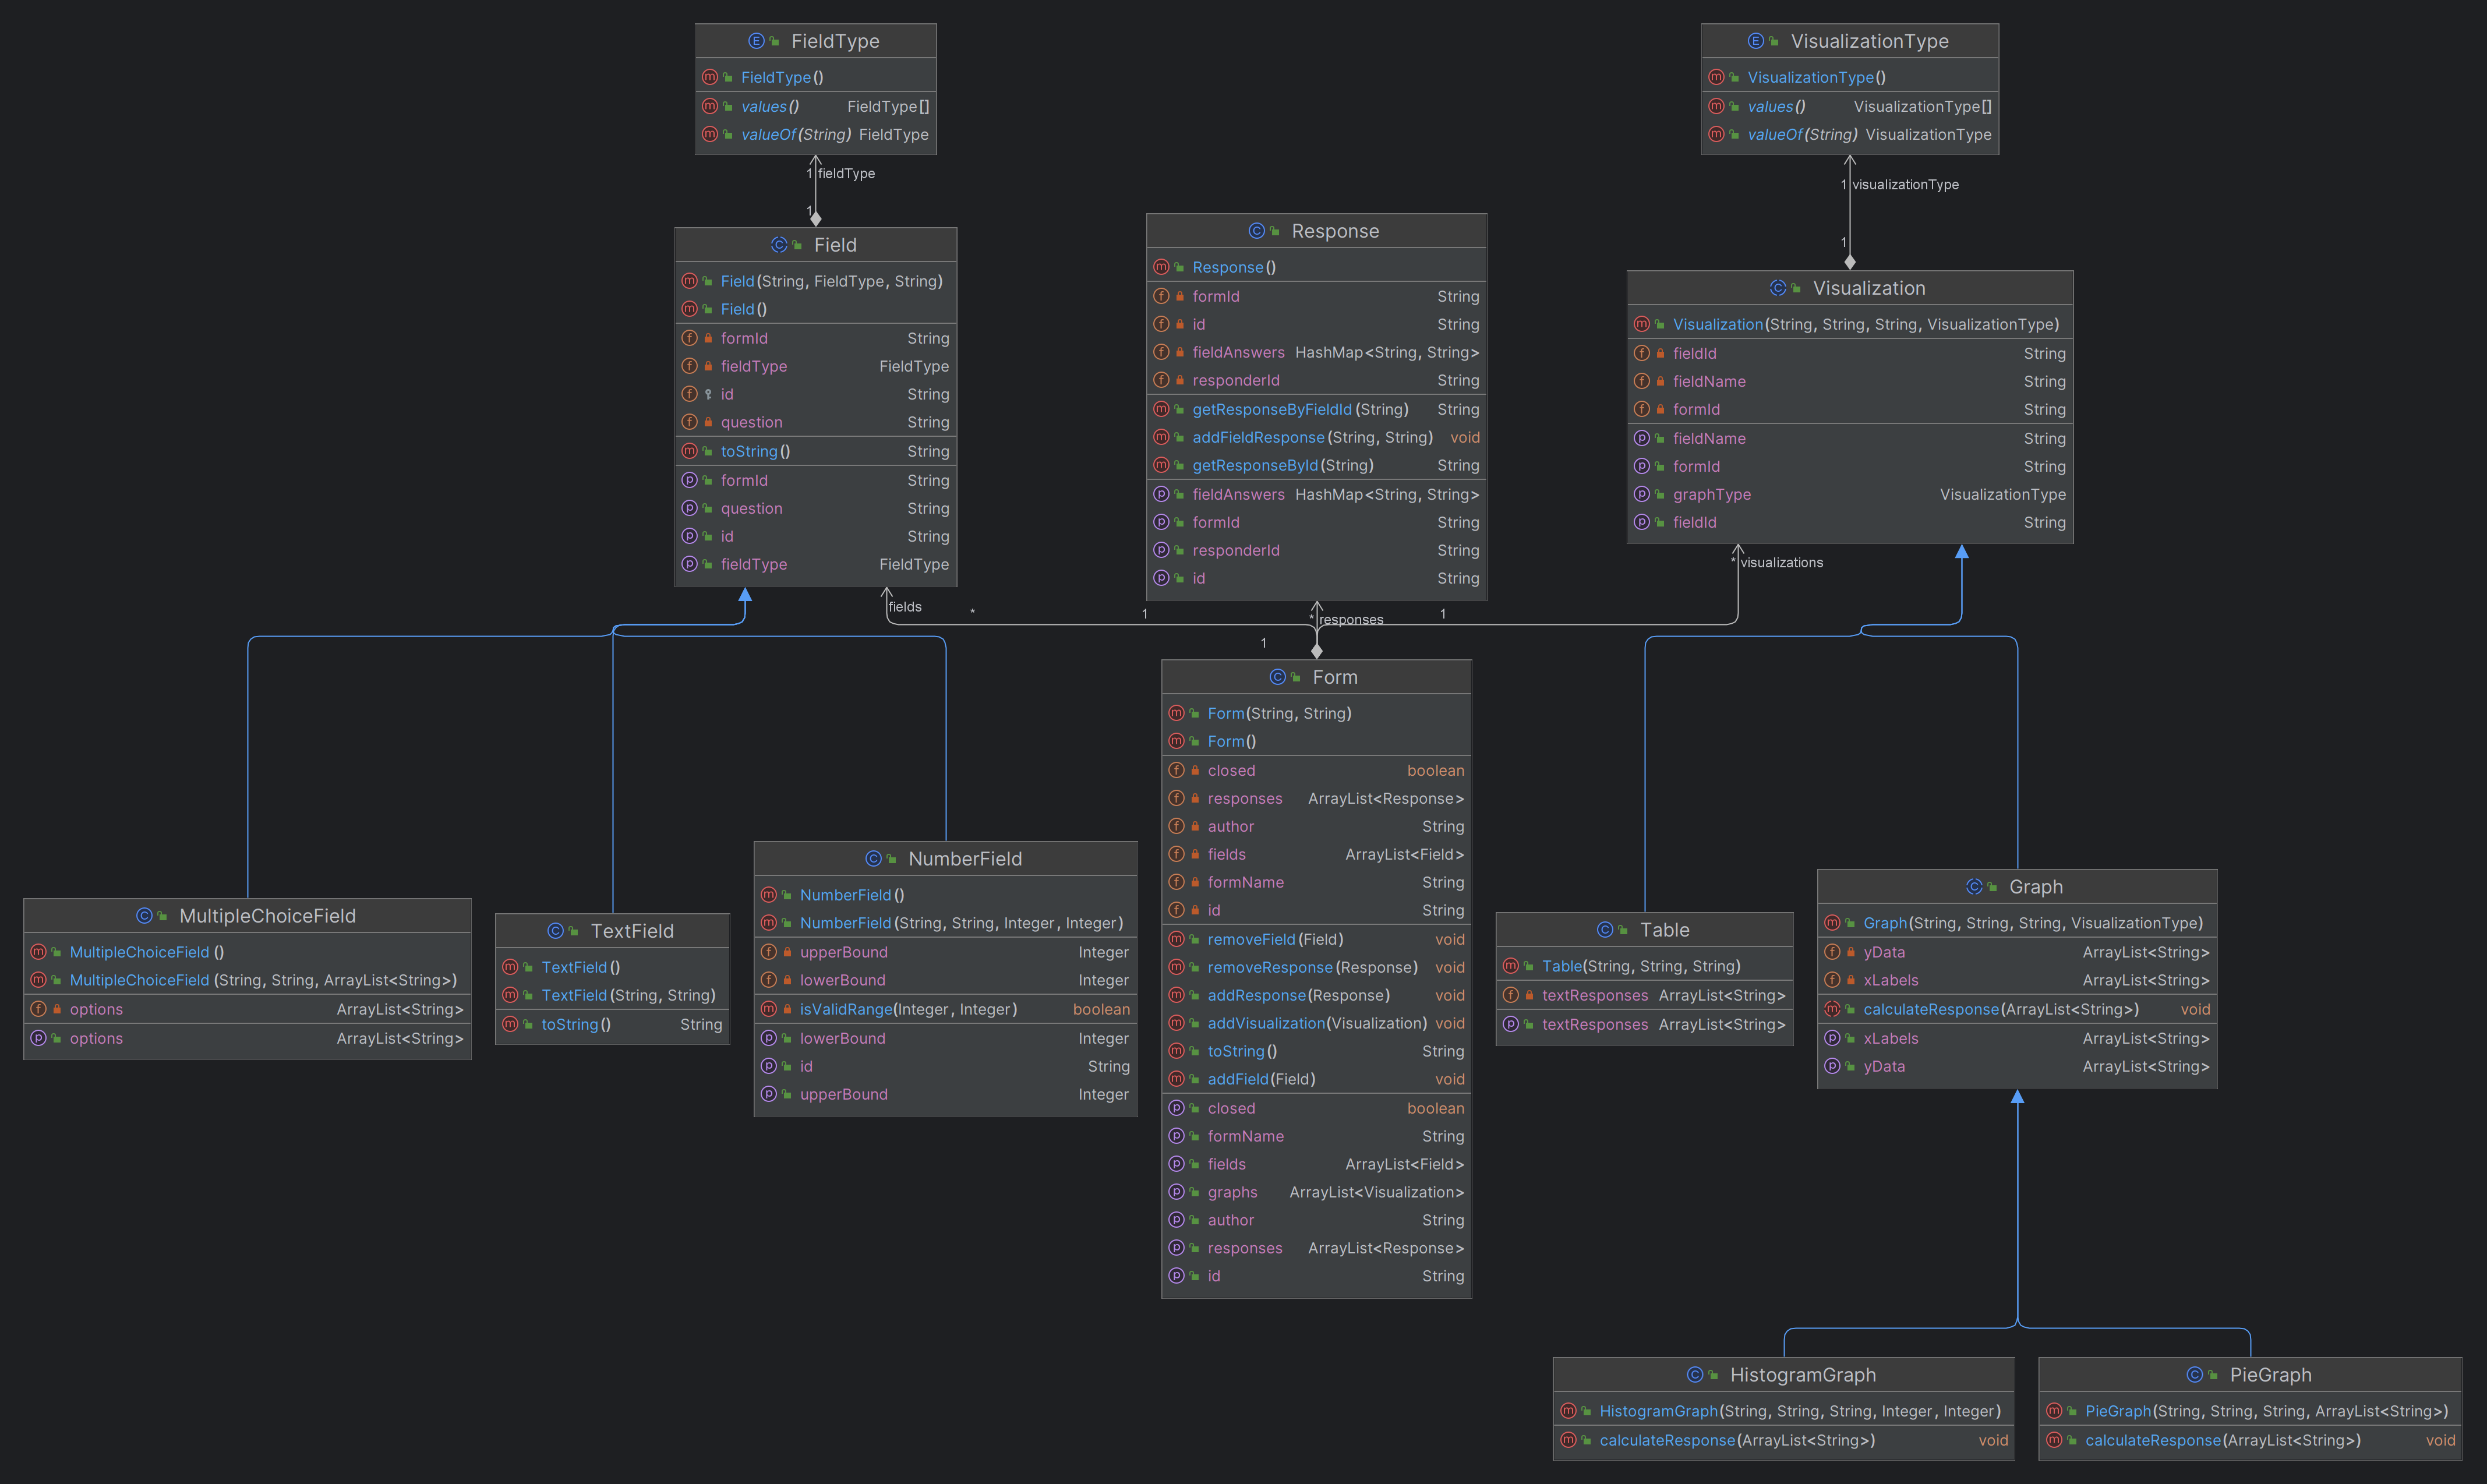 FieldType
FieldType()
values() FieldType[]
valueOf(String) FieldType
1 fieldType
1
VisualizationType
VisualizationType()
values() VisualizationType[]
valueOf(String) VisualizationType
1 visualizationType
1
Field
Field(String, FieldType, String)
Field()
formId String
fieldType FieldType
id String
question String
toString() String
formId String
question String
id String
fieldType FieldType
Response
Response()
formId String
id String
fieldAnswers HashMap<String, String>
responderId String
getResponseByFieldId(String) String
addFieldResponse(String, String) void
getResponseById(String) String
fieldAnswers HashMap<String, String>
formId String
responderId String
id String
Visualization
Visualization(String, String, String, VisualizationType)
fieldId String
fieldName String
formId String
fieldName String
formId String
graphType VisualizationType
fieldId String
* visualizations
fields * 1 * responses 1
1
Form
Form(String, String)
Form()
closed boolean
responses ArrayList<Response>
author String
fields ArrayList<Field>
formName String
id String
removeField(Field) void
removeResponse(Response) void
addResponse(Response) void
addVisualization(Visualization) void
toString() String
addField(Field) void
closed boolean
formName String
fields ArrayList<Field>
graphs ArrayList<Visualization>
author String
responses ArrayList<Response>
id String
MultipleChoiceField
MultipleChoiceField()
MultipleChoiceField(String, String, ArrayList<String>)
options ArrayList<String>
options ArrayList<String>
TextField
TextField()
TextField(String, String)
toString() String
NumberField
NumberField()
NumberField(String, String, Integer, Integer)
upperBound Integer
lowerBound Integer
isValidRange(Integer, Integer) boolean
lowerBound Integer
id String
upperBound Integer
Table
Table(String, String, String)
textResponses ArrayList<String>
textResponses ArrayList<String>
Graph
Graph(String, String, String, VisualizationType)
yData ArrayList<String>
xLabels ArrayList<String>
calculateResponse(ArrayList<String>) void
xLabels ArrayList<String>
yData ArrayList<String>
HistogramGraph
HistogramGraph(String, String, String, Integer, Integer)
calculateResponse(ArrayList<String>) void
PieGraph
PieGraph(String, String, String, ArrayList<String>)
calculateResponse(ArrayList<String>) void